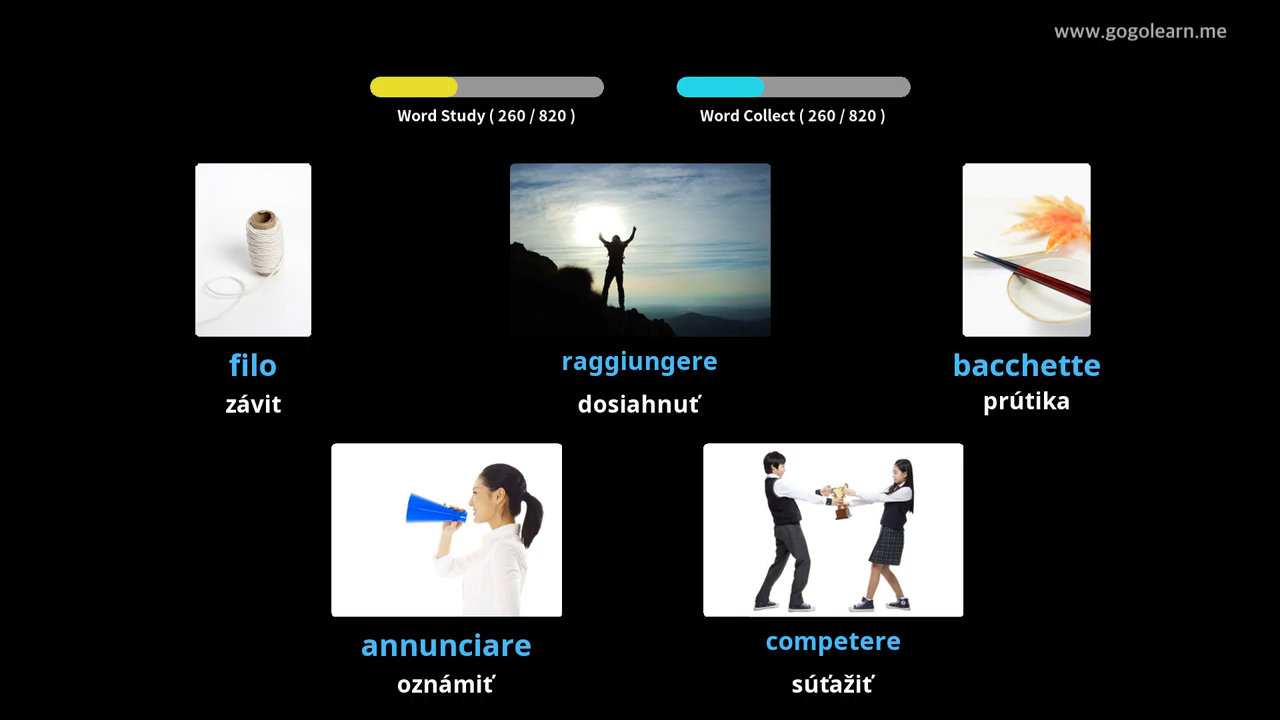 www.gogolearn.me
Word Study ( 260 / 820 )
Word Collect ( 260 / 820 )
filo
závit
raggiungere
dosiahnuť
bacchette
prútika
annunciare
oznámiť
competere
súťažiť